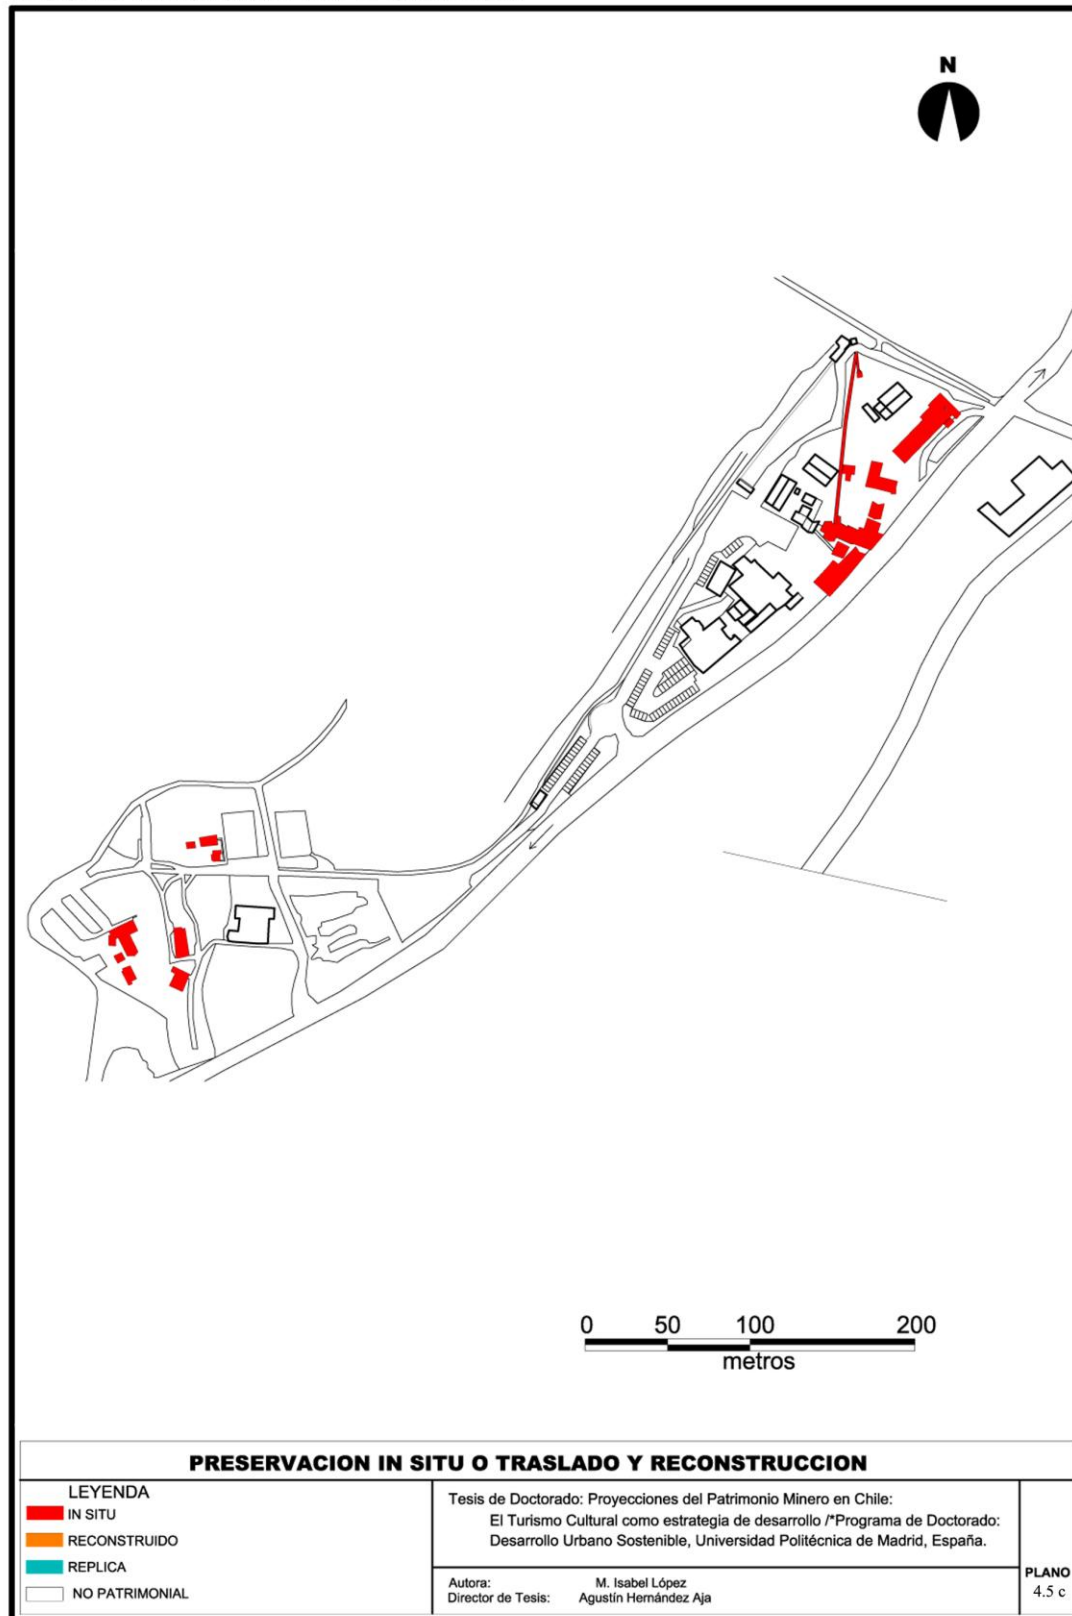 N
0 50 100 200
metros
PRESERVACION IN SITU O TRASLADO Y RECONSTRUCCION
LEYENDA
IN SITU
RECONSTRUIDO
REPLICA
NO PATRIMONIAL
Tesis de Doctorado: Proyecciones del Patrimonio Minero en Chile:
El Turismo Cultural como estrategia de desarrollo /*Programa de Doctorado:
Desarrollo Urbano Sostenible, Universidad Politécnica de Madrid, España.
Autora: M. Isabel López
Director de Tesis: Agustín Hernández Aja
PLANO
4.5 c